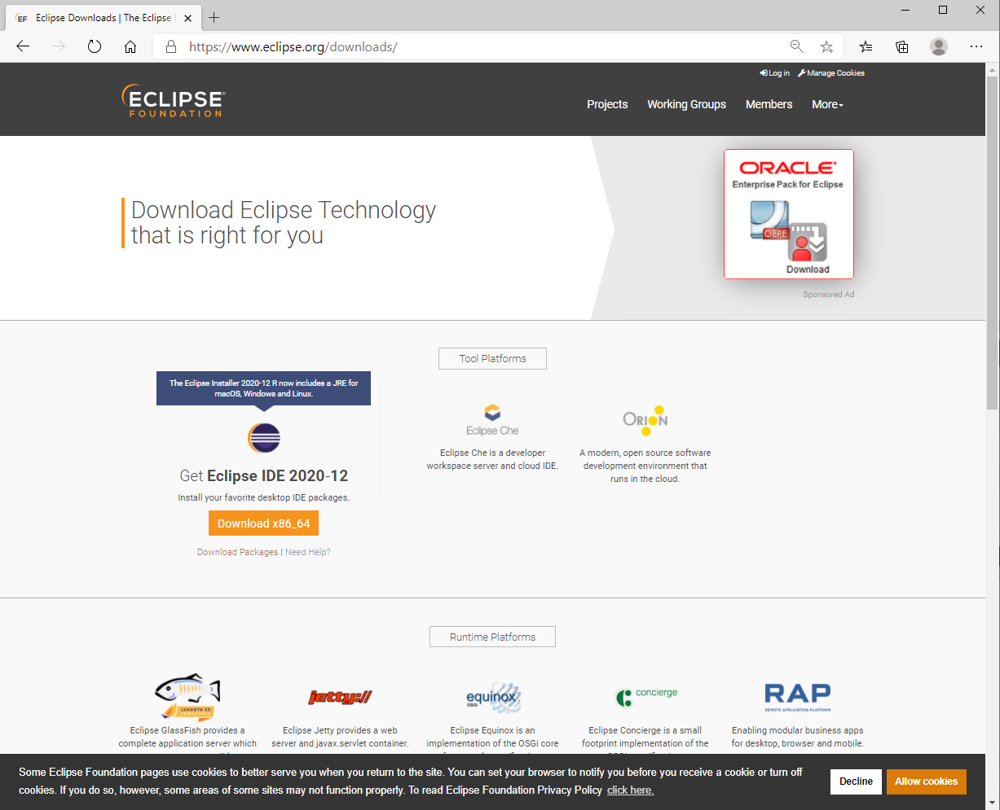 EF Eclipse Downloads | The Eclipse
https://www.eclipse.org/downloads/
Log in Manage Cookies
ECLIPSE
FOUNDATION
Projects Working Groups Members More
ORACLE
Enterprise Pack for Eclipse
OEPE
Download
Sponsored Ad
Download Eclipse Technology
that is right for you
Tool Platforms
The Eclipse Installer 2020-12 R now includes a JRE for
macOS, Windows and Linux.
Get Eclipse IDE 2020-12
Install your favorite desktop IDE packages.
Download x86_64
Download Packages | Need Help?
Eclipse Che
Eclipse Che is a developer
workspace server and cloud IDE.
ORION
A modern, open source software
development environment that
runs in the cloud.
Runtime Platforms
JAKARTA EE
COMPATIBLE
Eclipse GlassFish provides a
complete application server which
jetty://
Eclipse Jetty provides a web
server and javax.servlet container.
equinox
OSGi
Eclipse Equinox is an
implementation of the OSGi core
concierge
Eclipse Concierge is a small
footprint implementation of the
RAP
REMOTE APPLICATION PLATFORM
Enabling modular business apps
for desktop, browser and mobile.
Some Eclipse Foundation pages use cookies to better serve you when you return to the site. You can set your browser to notify you before you receive a cookie or turn off
cookies. If you do so, however, some areas of some sites may not function properly. To read Eclipse Foundation Privacy Policy click here.
Decline Allow cookies